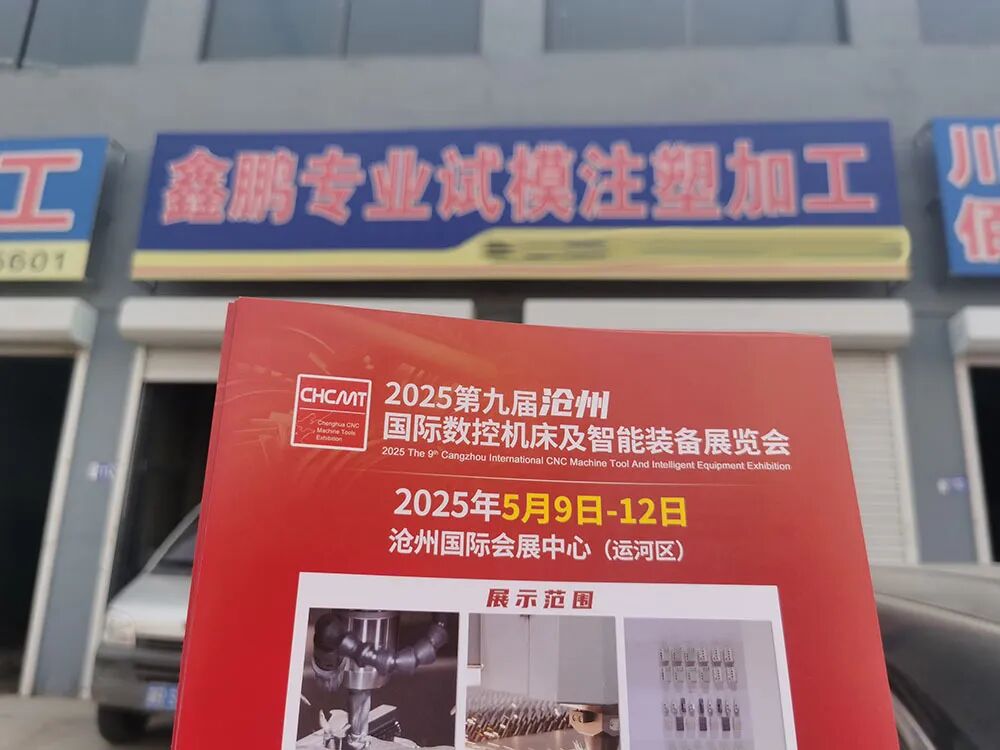 工
5601
鑫鹏专业试模注塑加工
川
佰
CHCMT
Chenghua CNC
Machine Tools
Exhibition
2025第九届沧州
国际数控机床及智能装备展览会
2025 The 9th Cangzhou International CNC Machine Tool And Intelligent Equipment Exhibition
2025年5月9日-12日
沧州国际会展中心（运河区）
展示范围